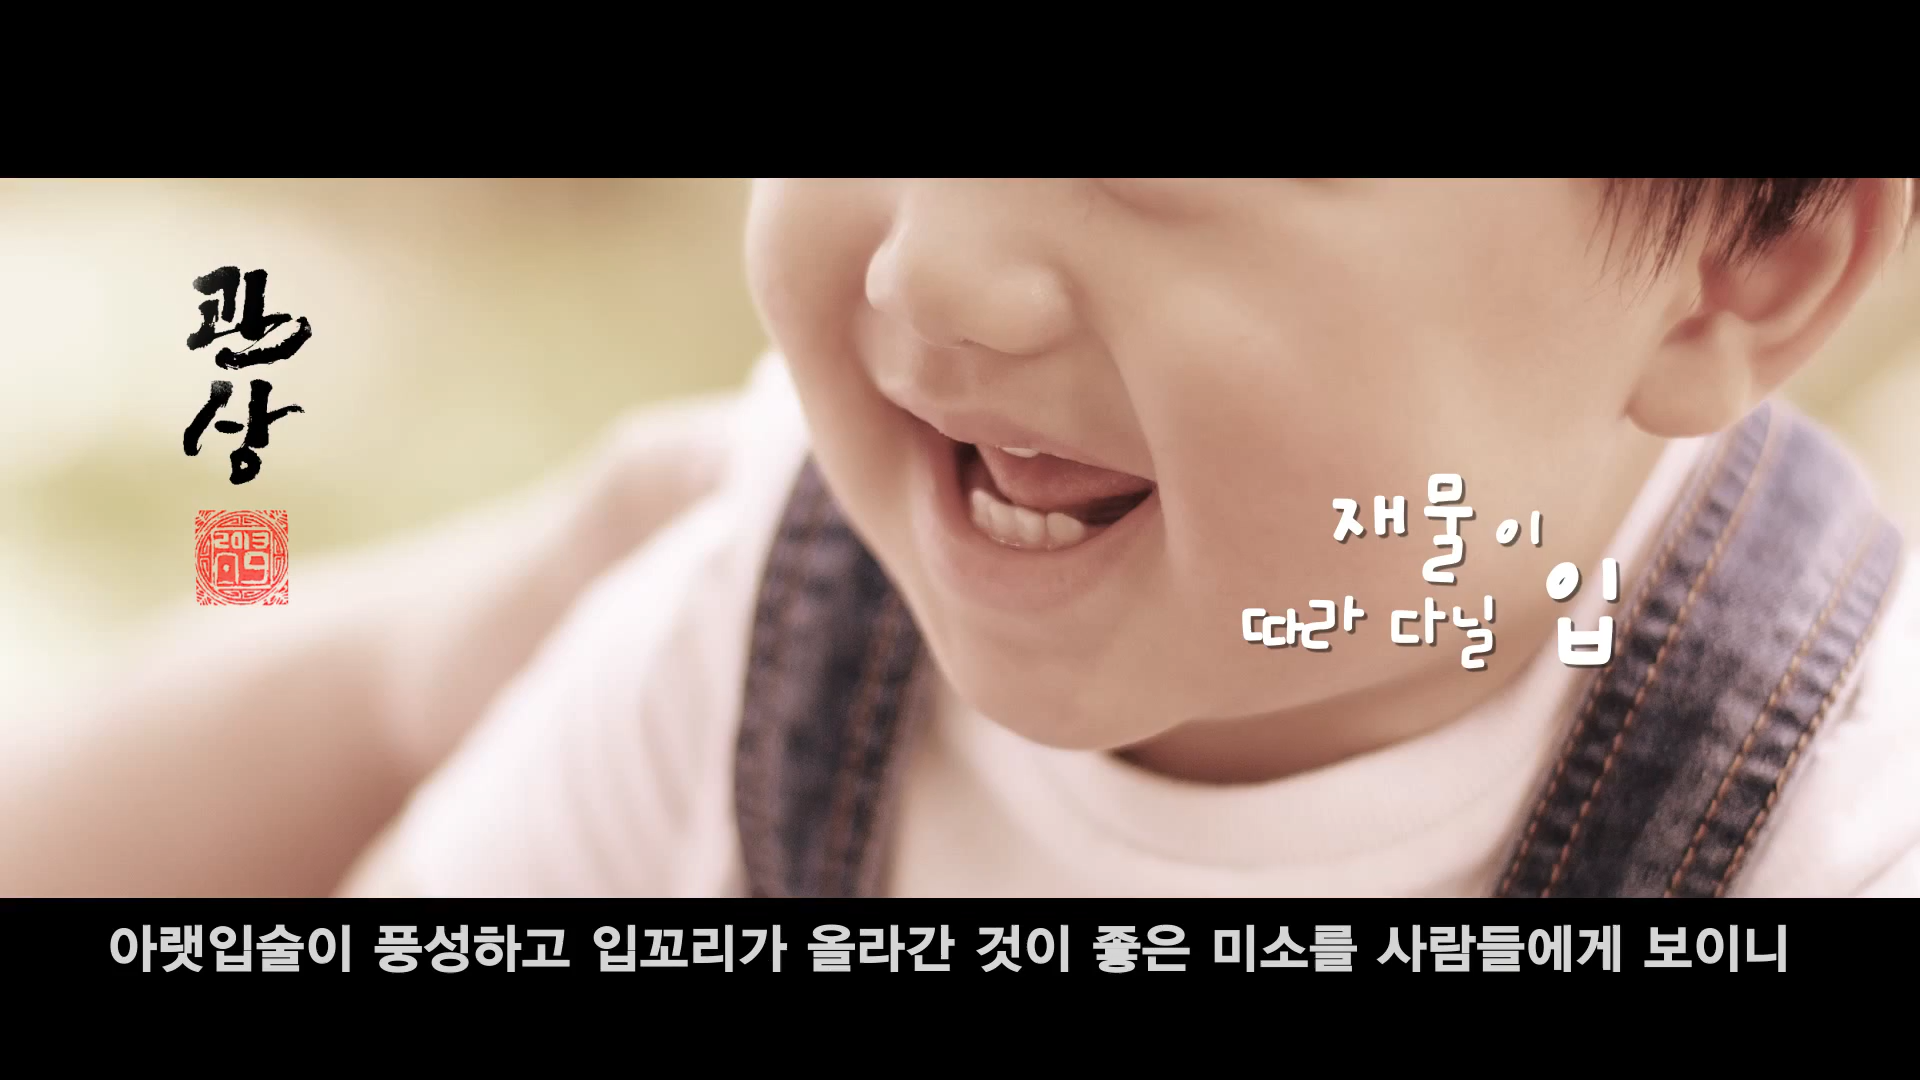 관
상
2013
재물이
따라 다닐 입
아랫입술이 풍성하고 입꼬리가 올라간 것이 좋은 미소를 사람들에게 보이니